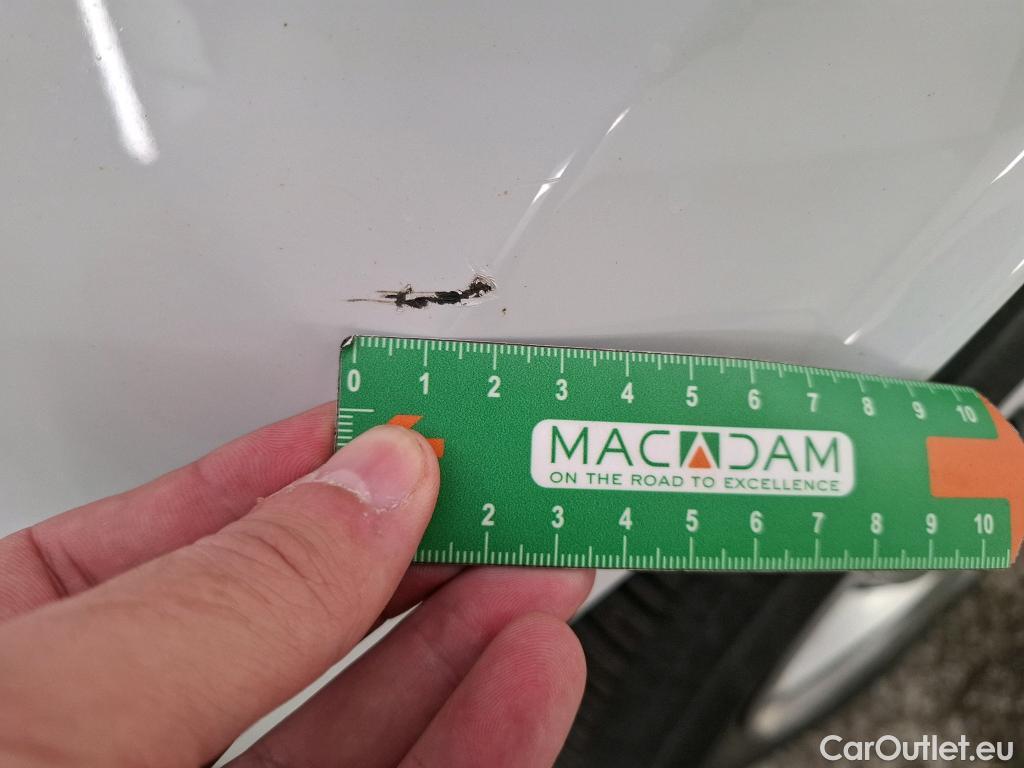 0 1 2 3 4 5 6 7 8 9 10
MACADAM
ON THE ROAD TO EXCELLENCE
2 3 4 5 6 7 8 9 10
CarOutlet.eu